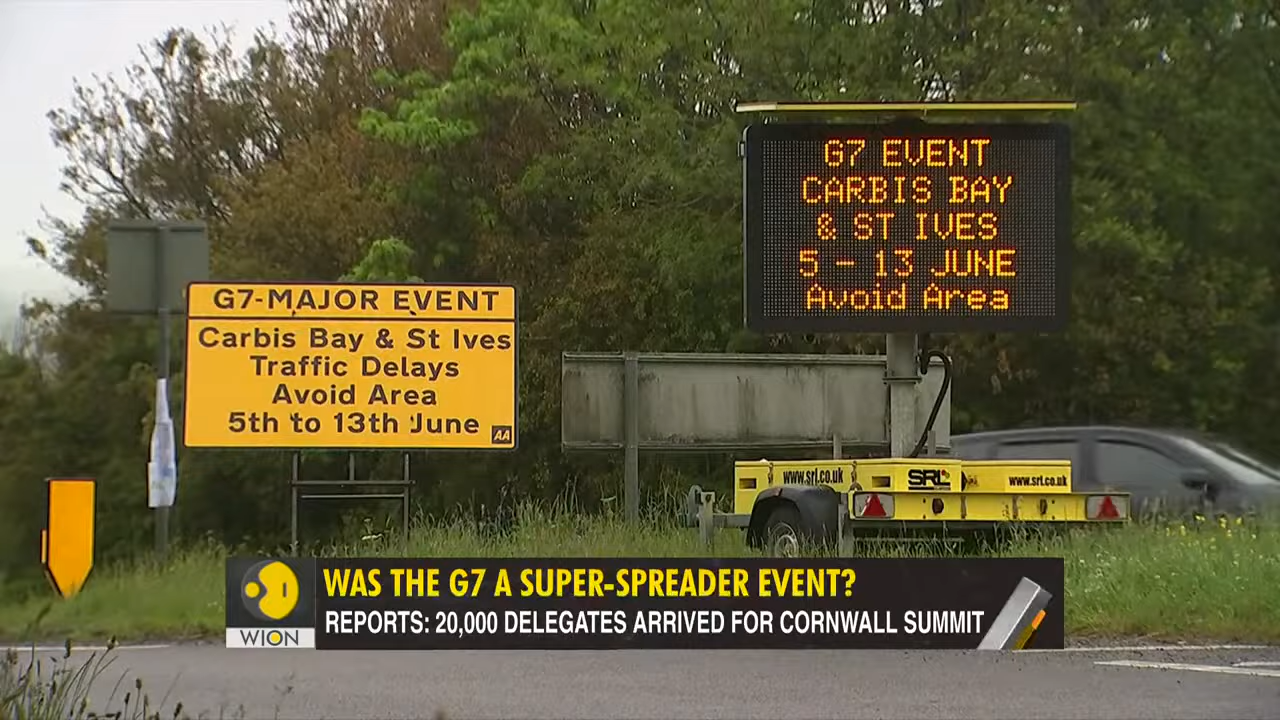 G7 EVENT
CARBIS BAY
& ST IVES
5 - 13 JUNE
Avoid Area
G7-MAJOR EVENT
Carbis Bay & St Ives
Traffic Delays
Avoid Area
5th to 13th June
AA
www.srl.co.uk
SRL
www.srl.co.uk
WAS THE G7 A SUPER-SPREADER EVENT?
REPORTS: 20,000 DELEGATES ARRIVED FOR CORNWALL SUMMIT
WION